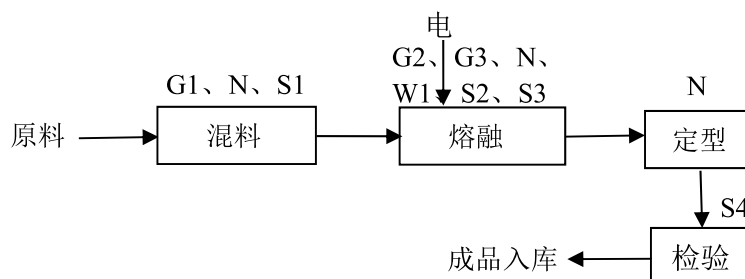 电
G2、G3、N、
G1、N、S1
W1、S2、S3
N
原料
混料
熔融
定型
S4
成品入库
检验